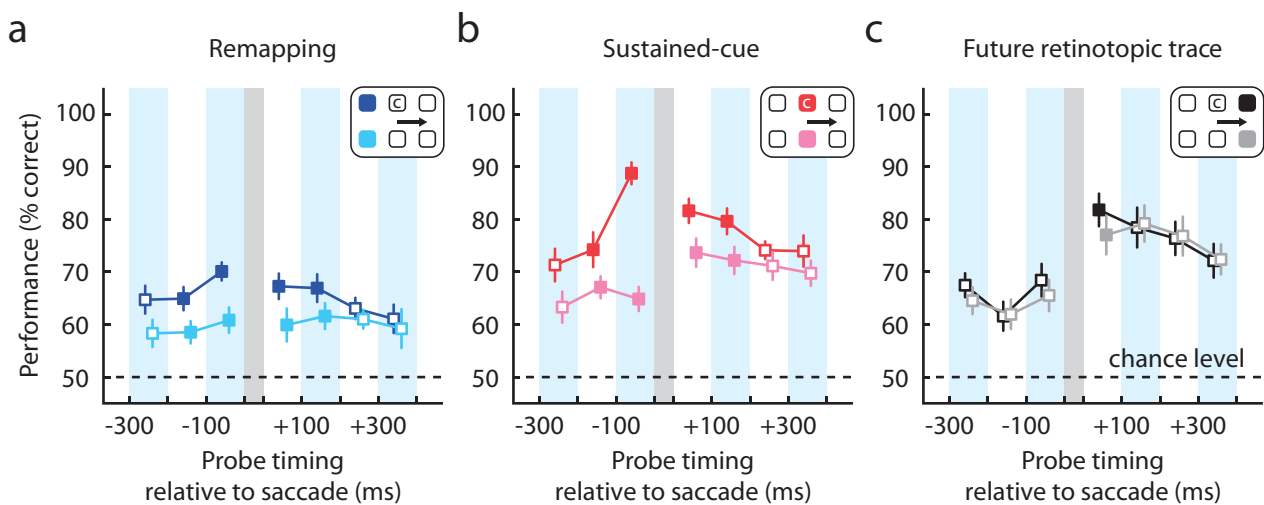 a
Remapping
b
Sustained-cue
c
Future retinotopic trace
Performance (% correct)
100
90
80
70
60
50
C
-300
-100
+100
+300
Probe timing
relative to saccade (ms)
100
90
80
70
60
50
C
-300
-100
+100
+300
Probe timing
relative to saccade (ms)
100
90
80
70
60
50
C
chance level
-300
-100
+100
+300
Probe timing
relative to saccade (ms)